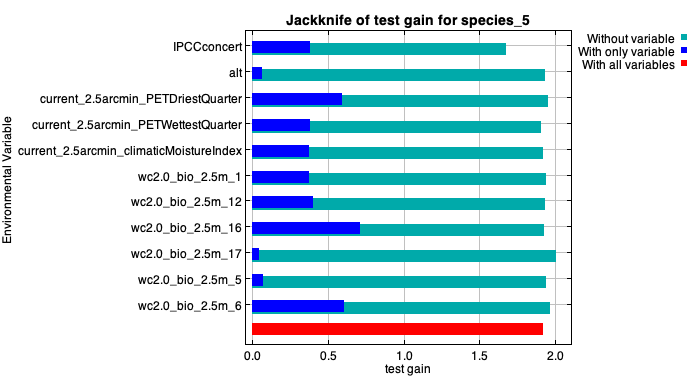 Jackknife of test gain for species_5
Without variable
With only variable
With all variables
Environmental Variable
IPCCconcert
alt
current_2.5arcmin_PETDriestQuarter
current_2.5arcmin_PETWettestQuarter
current_2.5arcmin_climaticMoistureIndex
wc2.0_bio_2.5m_1
wc2.0_bio_2.5m_12
wc2.0_bio_2.5m_16
wc2.0_bio_2.5m_17
wc2.0_bio_2.5m_5
wc2.0_bio_2.5m_6
0.0 0.5 1.0 1.5 2.0
test gain